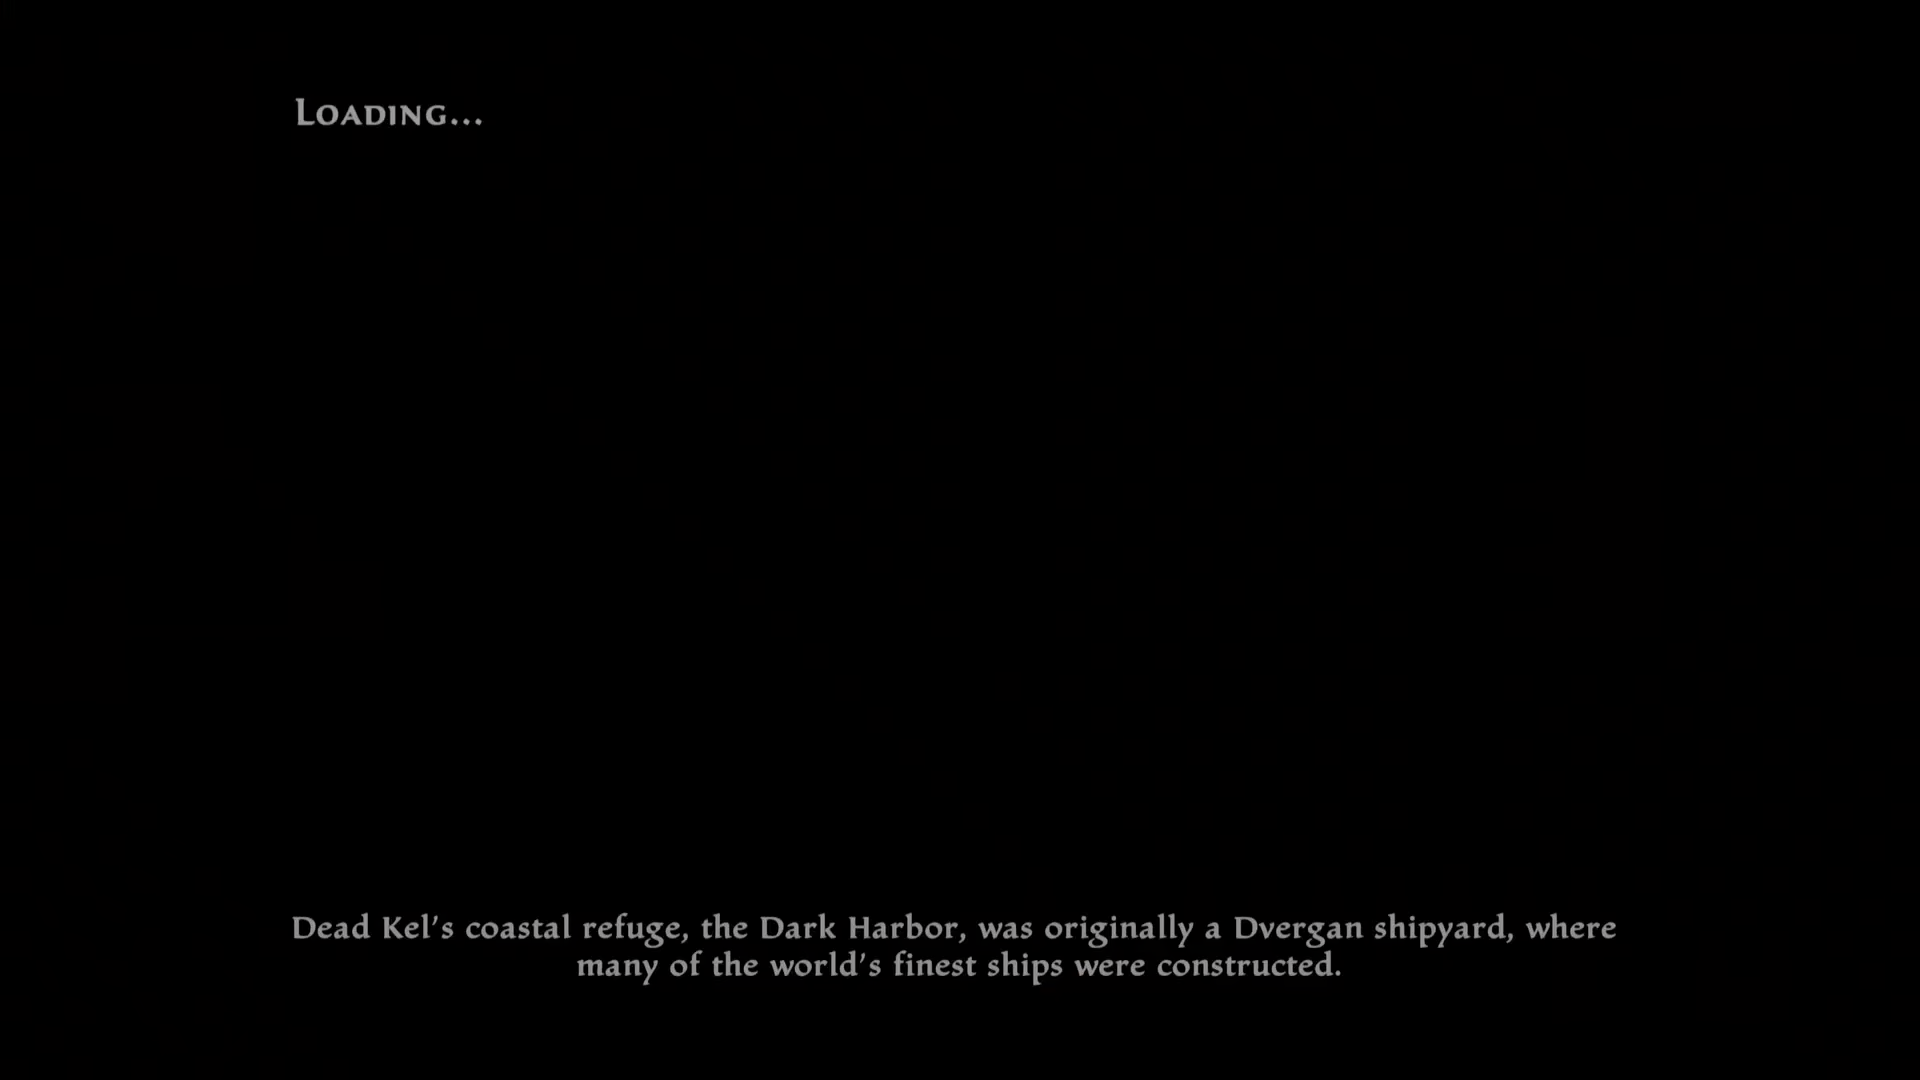 Loading...
Dead Kel's coastal refuge, the Dark Harbor, was originally a Dvergan shipyard, where
many of the world's finest ships were constructed.